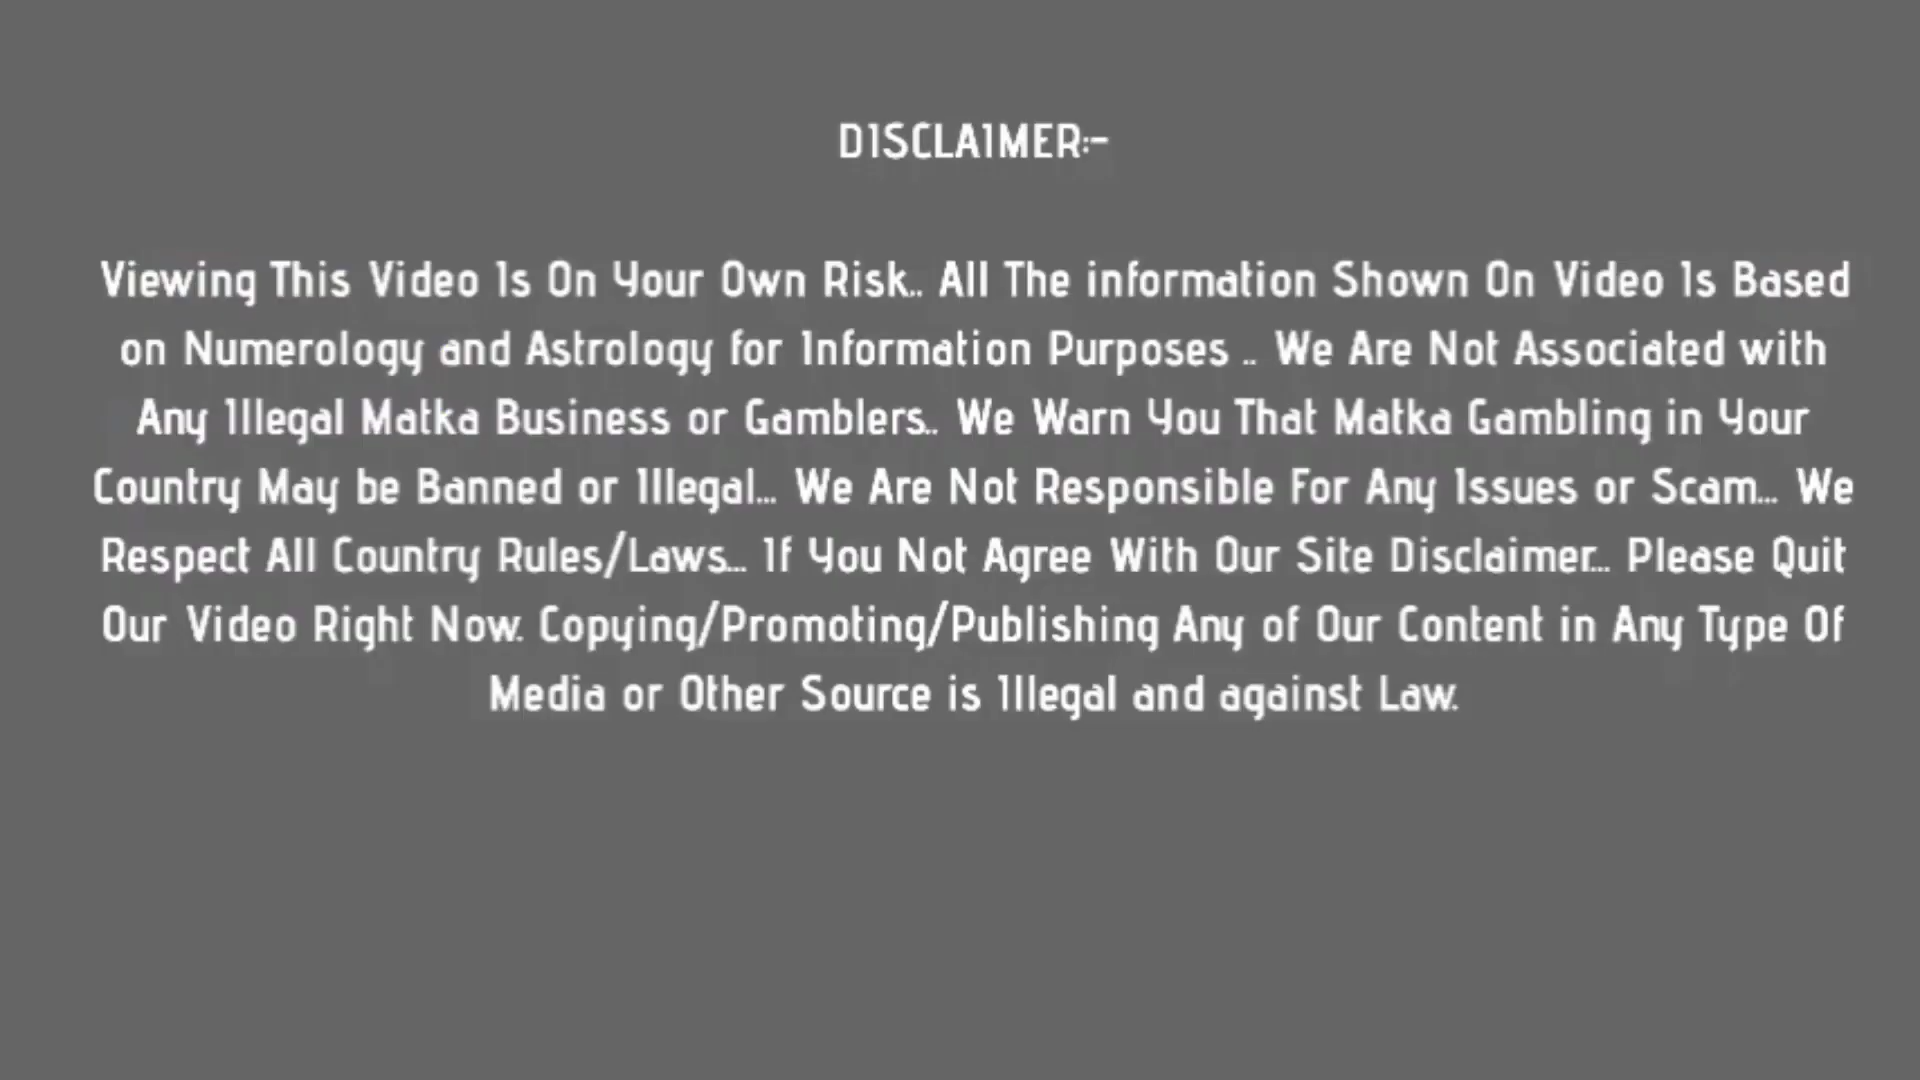 DISCLAIMER:-
Viewing This Video Is On Your Own Risk.. All The information Shown On Video Is Based
on Numerology and Astrology for Information Purposes .. We Are Not Associated with
Any Illegal Matka Business or Gamblers.. We Warn You That Matka Gambling in Your
Country May be Banned or Illegal... We Are Not Responsible For Any Issues or Scam... We
Respect All Country Rules/Laws... If You Not Agree With Our Site Disclaimer... Please Quit
Our Video Right Now. Copying/Promoting/Publishing Any of Our Content in Any Type Of
Media or Other Source is Illegal and against Law.